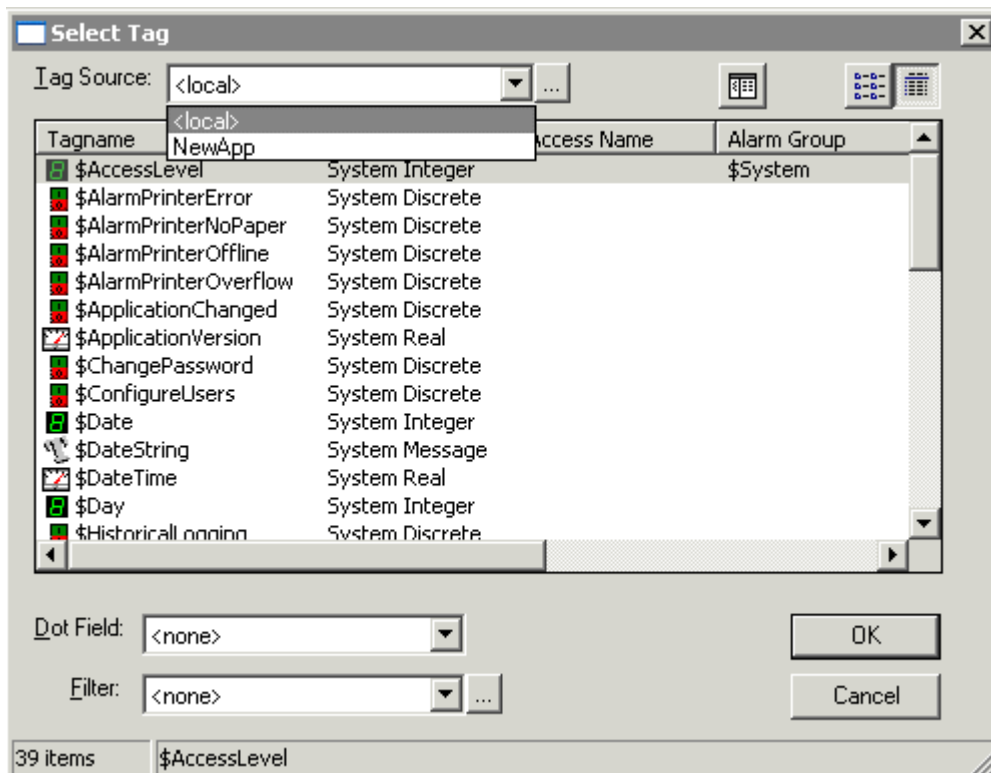 Select Tag
Tag Source: <local> ...
<local>
NewApp
Tagname Access Name Alarm Group
$AccessLevel System Integer $System
$AlarmPrinterError System Discrete
$AlarmPrinterNoPaper System Discrete
$AlarmPrinterOffline System Discrete
$AlarmPrinterOverflow System Discrete
$ApplicationChanged System Discrete
$ApplicationVersion System Real
$ChangePassword System Discrete
$ConfigureUsers System Discrete
$Date System Integer
$DateString System Message
$DateTime System Real
$Day System Integer
$HistoricalLogging System Discrete
Dot Field: <none> OK
Filter: <none> ... Cancel
39 items $AccessLevel